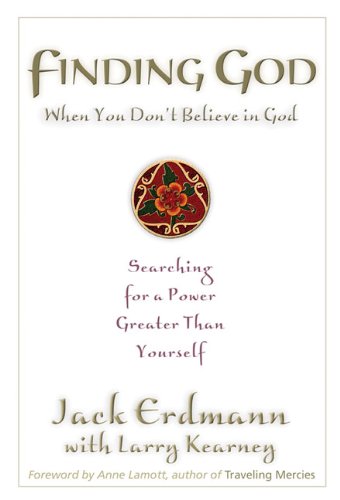 FINDING GOD
When You Don't Believe in God
Searching
for a Power
Greater Than
Yourself
Jack Erdmann
with Larry Kearney
Foreword by Anne Lamott, author of Traveling Mercies